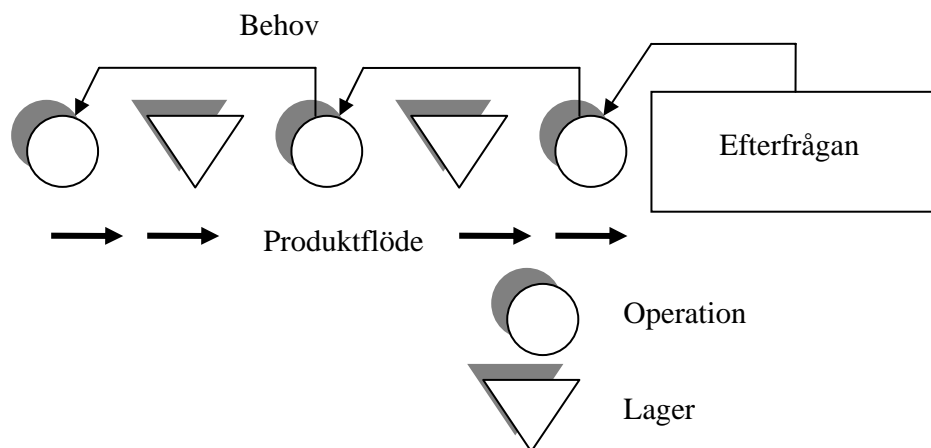 Behov
Efterfrågan
Produktflöde
Operation
Lager